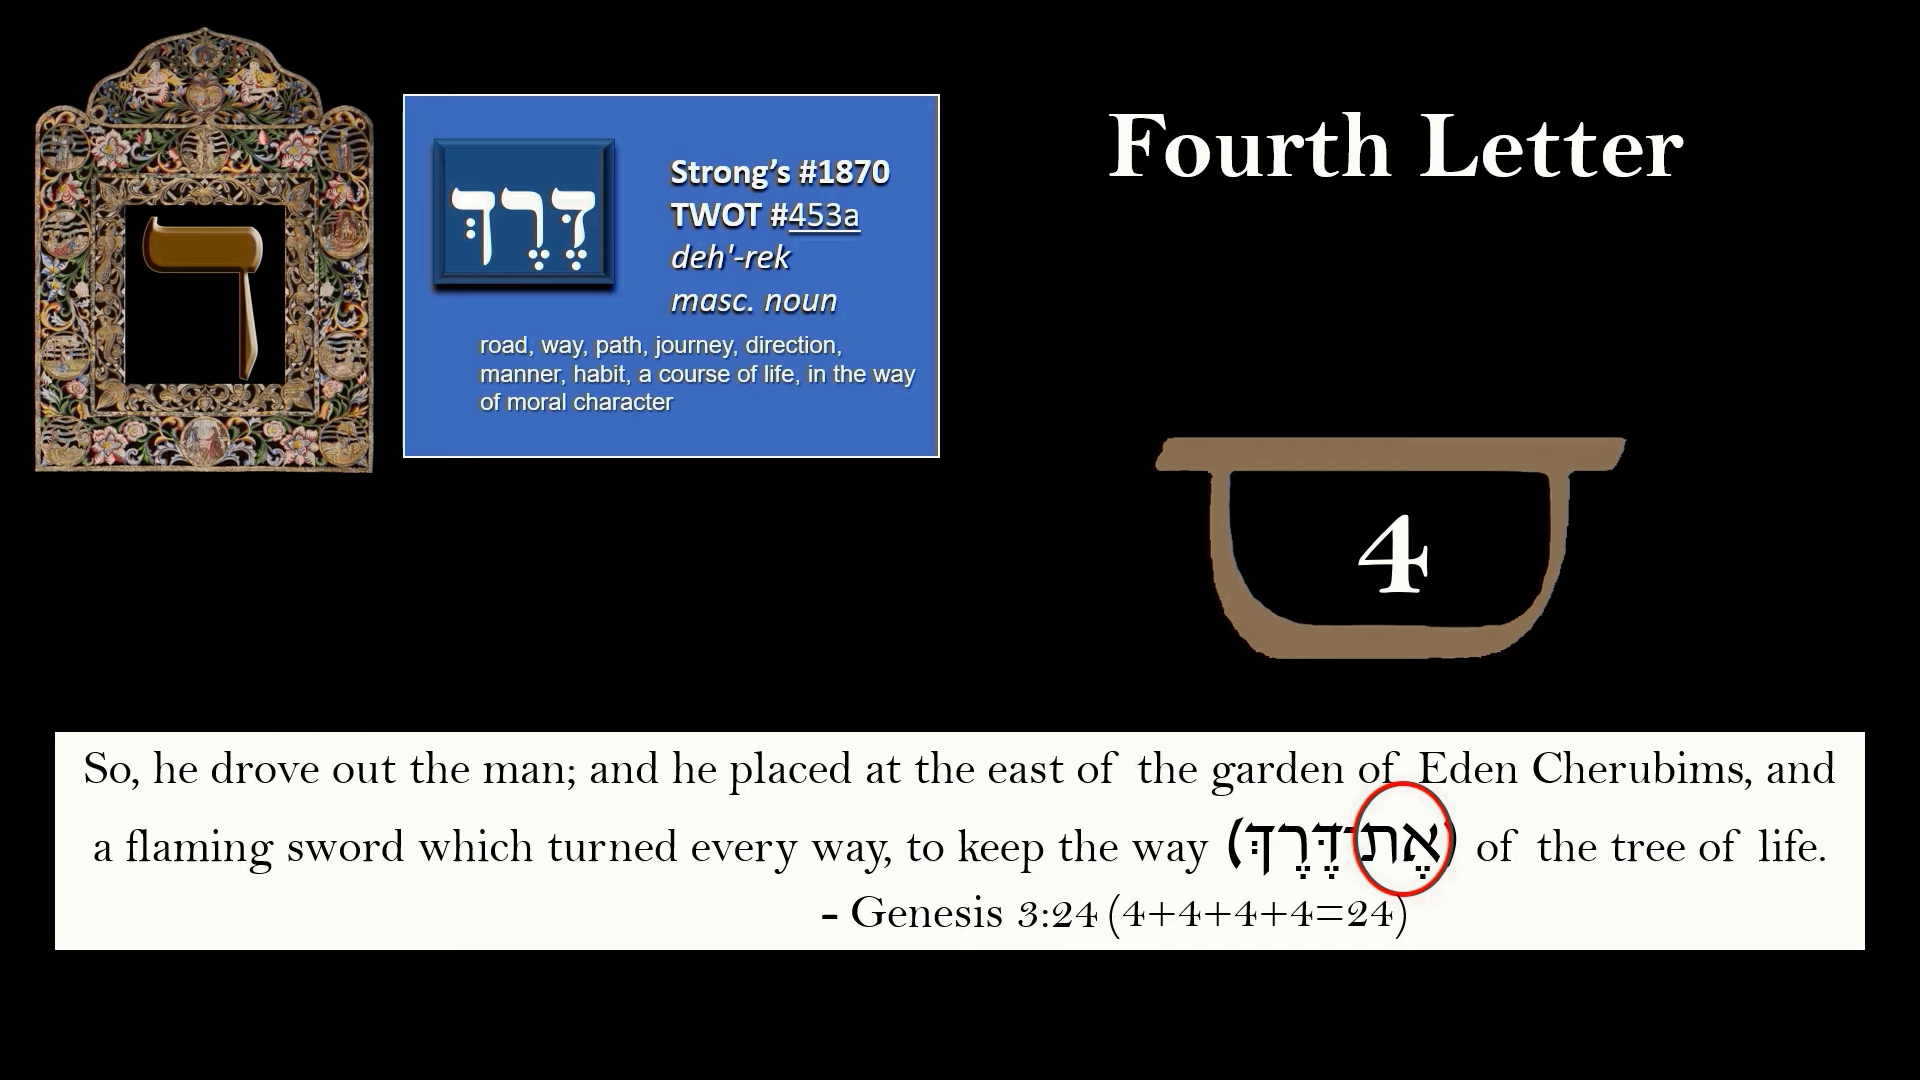 Fourth Letter
ד
דֶּרֶךְ
Strong’s #1870
TWOT #453a
deh'-rek
masc. noun
road, way, path, journey, direction,
manner, habit, a course of life, in the way
of moral character
4
So, he drove out the man; and he placed at the east of the garden of Eden Cherubims, and
a flaming sword which turned every way, to keep the way (אֶת־דֶּרֶךְ) of the tree of life.
- Genesis 3:24 (4+4+4+4=24)